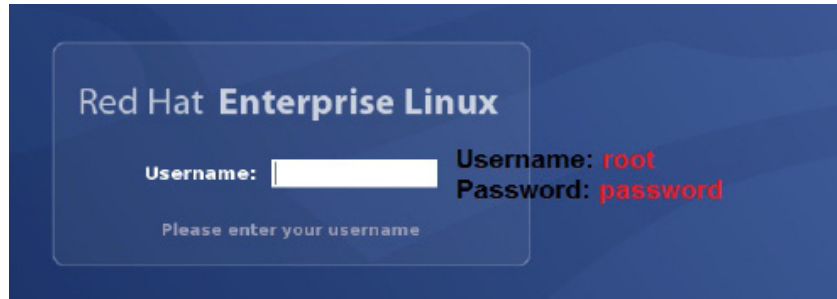 Red Hat Enterprise Linux
Username:
Username: root
Password: password
Please enter your username